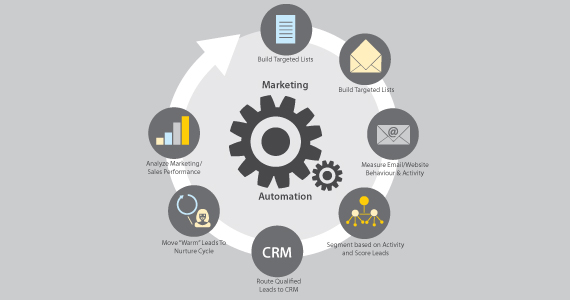 Build Targeted Lists
Marketing
Build Targeted Lists
@
Measure Email/Website
Behaviour & Activity
Analyze Marketing/
Sales Performance
Automation
Segment based on Activity
and Score Leads
Move "Warm" Leads To
Nurture Cycle
CRM
Route Qualified
Leads to CRM